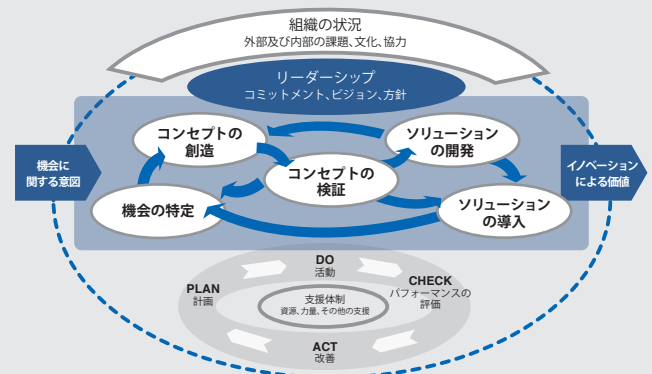 組織の状況
外部及び内部の課題、文化、協力
リーダーシップ
コミットメント、ビジョン、方針
機会に
関する意図
コンセプトの
創造
ソリューション
の開発
コンセプトの
検証
機会の特定
ソリューション
の導入
イノベーション
による価値
DO
活動
PLAN
計画
CHECK
パフォーマンスの
評価
支援体制
資源、力量、その他の支援
ACT
改善